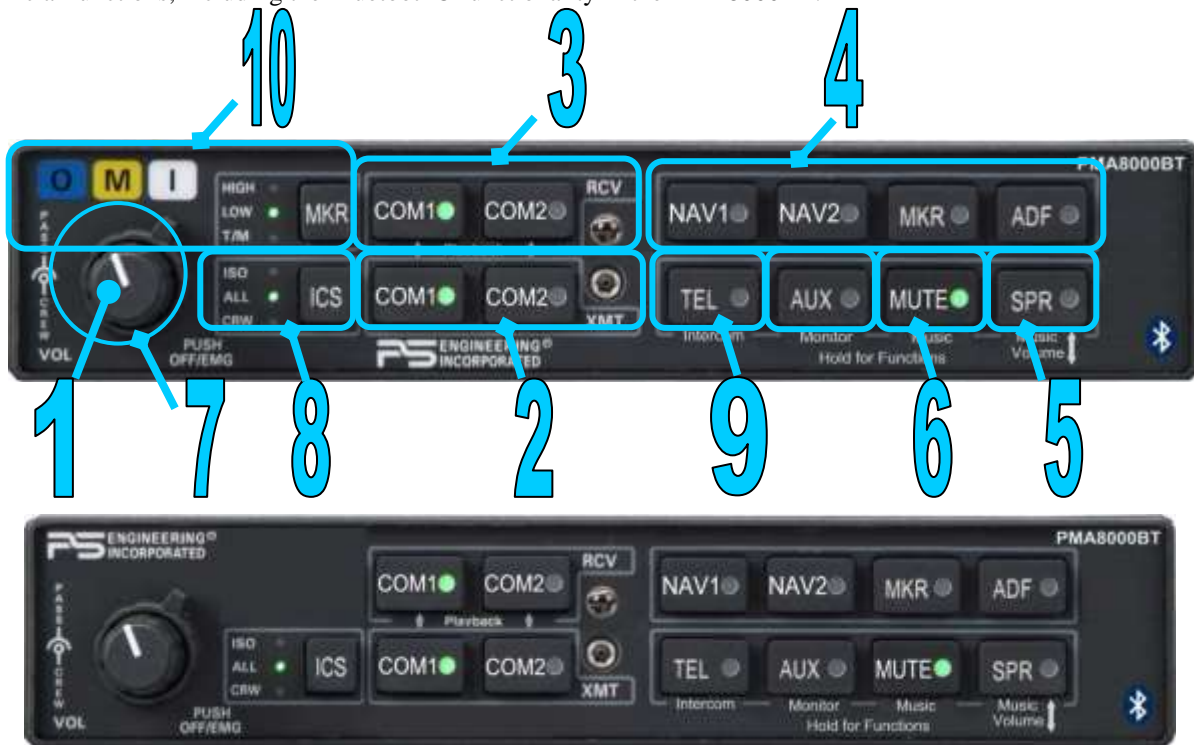 10 3 4
PMA8000BT
O M I
HIGH
LOW
T/M
MKR
COM1 COM2
RCV
NAV1 NAV2 MKR ADF
ISO
ALL
CRW
ICS
COM1 COM2
XMT
TEL AUX MUTE SPR
Intercom Monitor Music Music Volume
Hold for Functions
PASS CREW
VOL
PUSH
OFF/EMG
PS ENGINEERING®
INCORPORATED
1 7 8 2 9 6 5
PS ENGINEERING®
INCORPORATED
PMA8000BT
COM1 COM2
RCV
NAV1 NAV2 MKR ADF
Playback
PASS CREW
VOL
PUSH
OFF/EMG
ISO
ALL
CRW
ICS
COM1 COM2
XMT
TEL AUX MUTE SPR
Intercom Monitor Music Music Volume
Hold for Functions